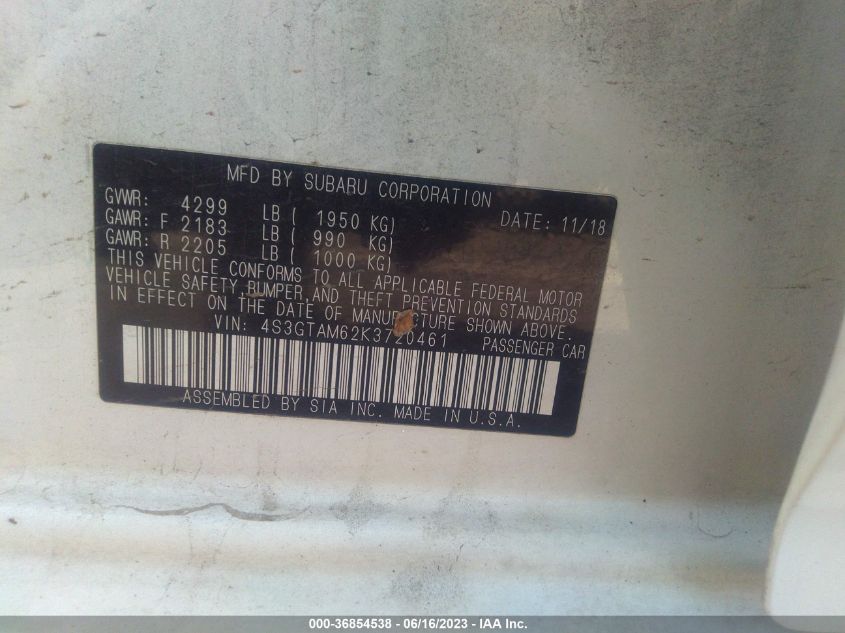 MFD BY SUBARU CORPORATION
GVWR: 4299 LB ( 1950 KG) DATE: 11/18
GAWR: F 2183 LB ( 990 KG)
GAWR: R 2205 LB ( 1000 KG)
THIS VEHICLE CONFORMS TO ALL APPLICABLE FEDERAL MOTOR
VEHICLE SAFETY, BUMPER, AND THEFT PREVENTION STANDARDS
IN EFFECT ON THE DATE OF MANUFACTURE SHOWN ABOVE.
VIN: 4S3GTAM62K3720461 PASSENGER CAR
ASSEMBLED BY SIA INC. MADE IN U.S.A.
000-36854538 - 06/16/2023 - IAA Inc.